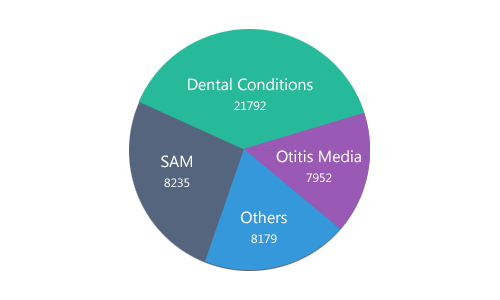 Dental Conditions
21792
Otitis Media
7952
SAM
8235
Others
8179